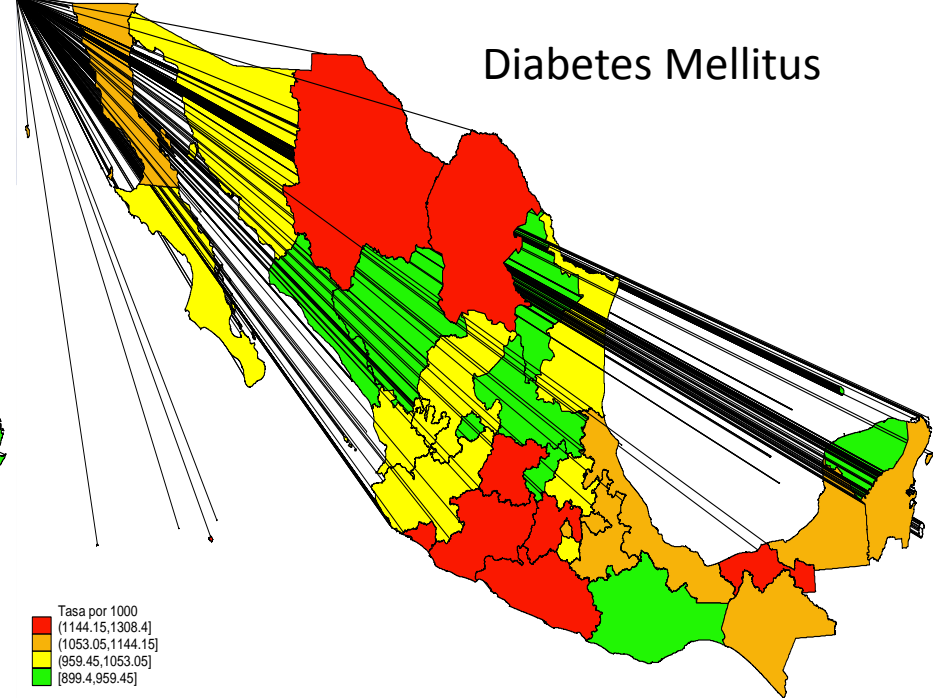 Diabetes Mellitus
Tasa por 1000
(1144.15,1308.4]
(1053.05,1144.15]
(959.45,1053.05]
[899.4,959.45]